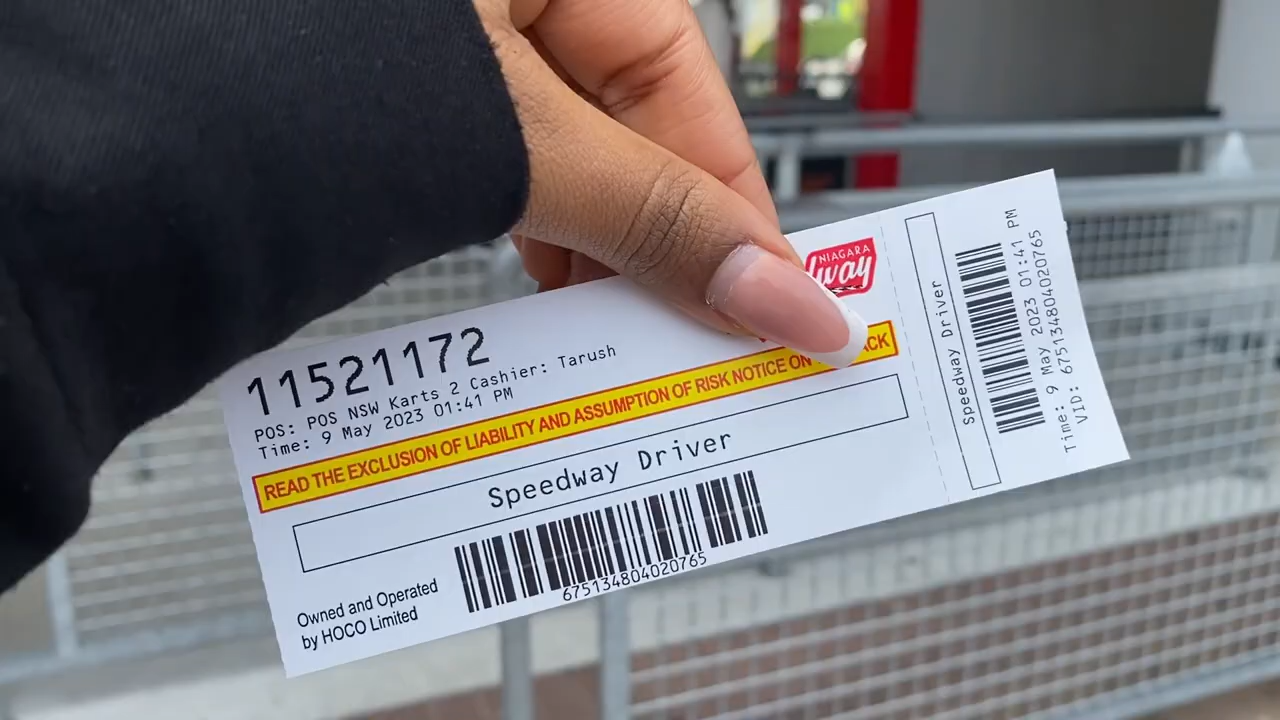 11521172
POS: POS NSW Karts 2 Cashier: Tarush
Time: 9 May 2023 01:41 PM
NIAGARA
way
READ THE EXCLUSION OF LIABILITY AND ASSUMPTION OF RISK NOTICE ON ACK
Speedway Driver
675134804020765
Owned and Operated
by HOCO Limited
Speedway Driver
Time: 9 May 2023 01:41 PM
VID: 675134804020765